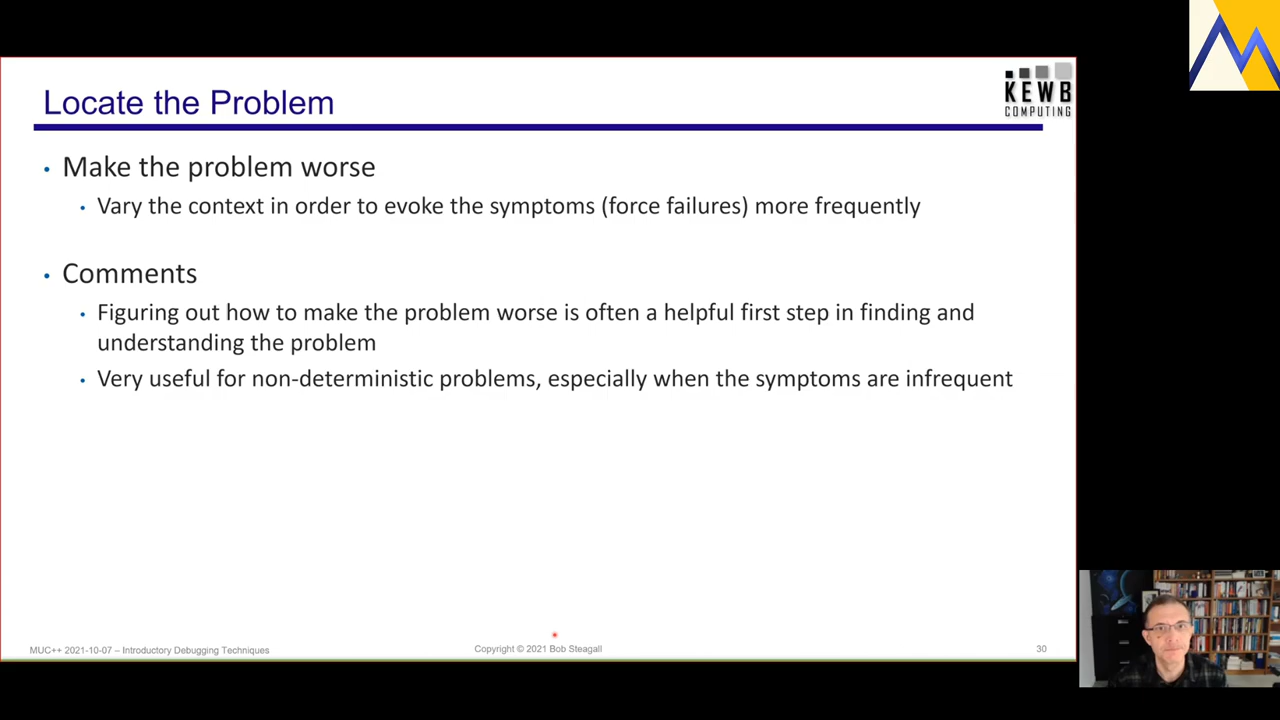 Locate the Problem
KEWB
COMPUTING
• Make the problem worse
• Vary the context in order to evoke the symptoms (force failures) more frequently
• Comments
• Figuring out how to make the problem worse is often a helpful first step in finding and
understanding the problem
• Very useful for non-deterministic problems, especially when the symptoms are infrequent
MUC++ 2021-10-07 – Introductory Debugging Techniques
Copyright © 2021 Bob Steagall
30